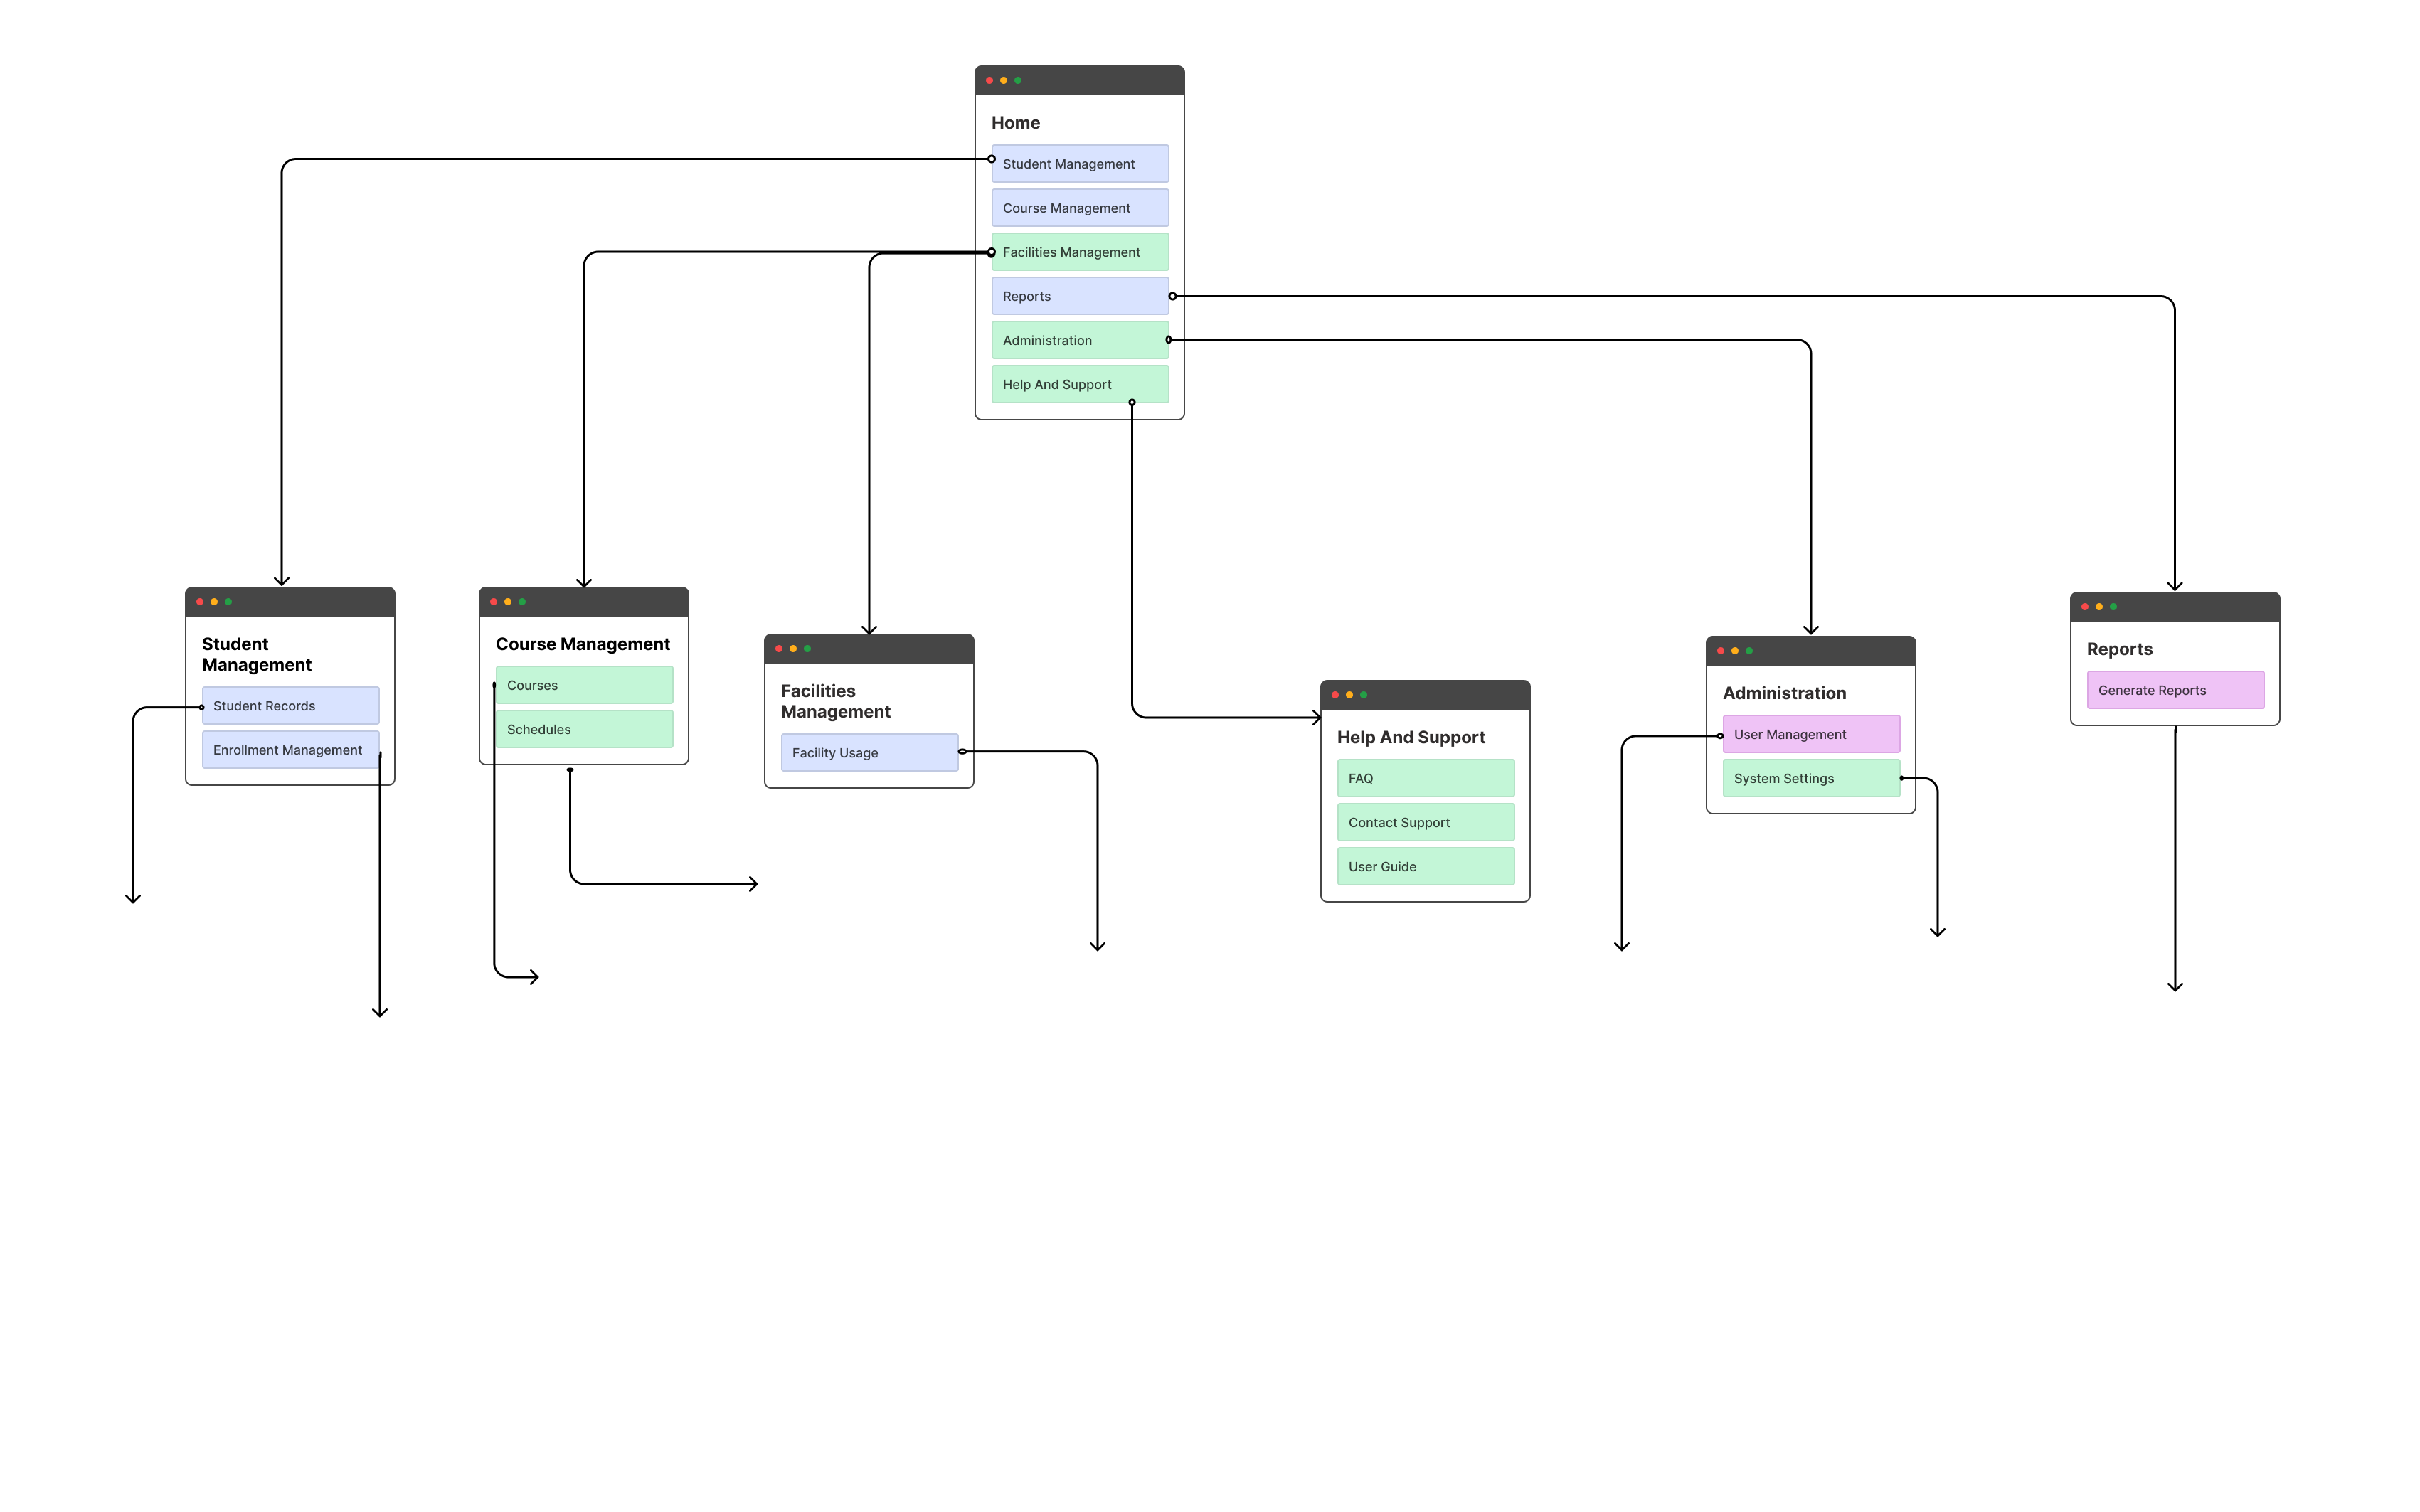 Home
Student Management
Course Management
Facilities Management
Reports
Administration
Help And Support
Student
Management
Student Records
Enrollment Management
Course Management
Courses
Schedules
Facilities
Management
Facility Usage
Help And Support
FAQ
Contact Support
User Guide
Administration
User Management
System Settings
Reports
Generate Reports